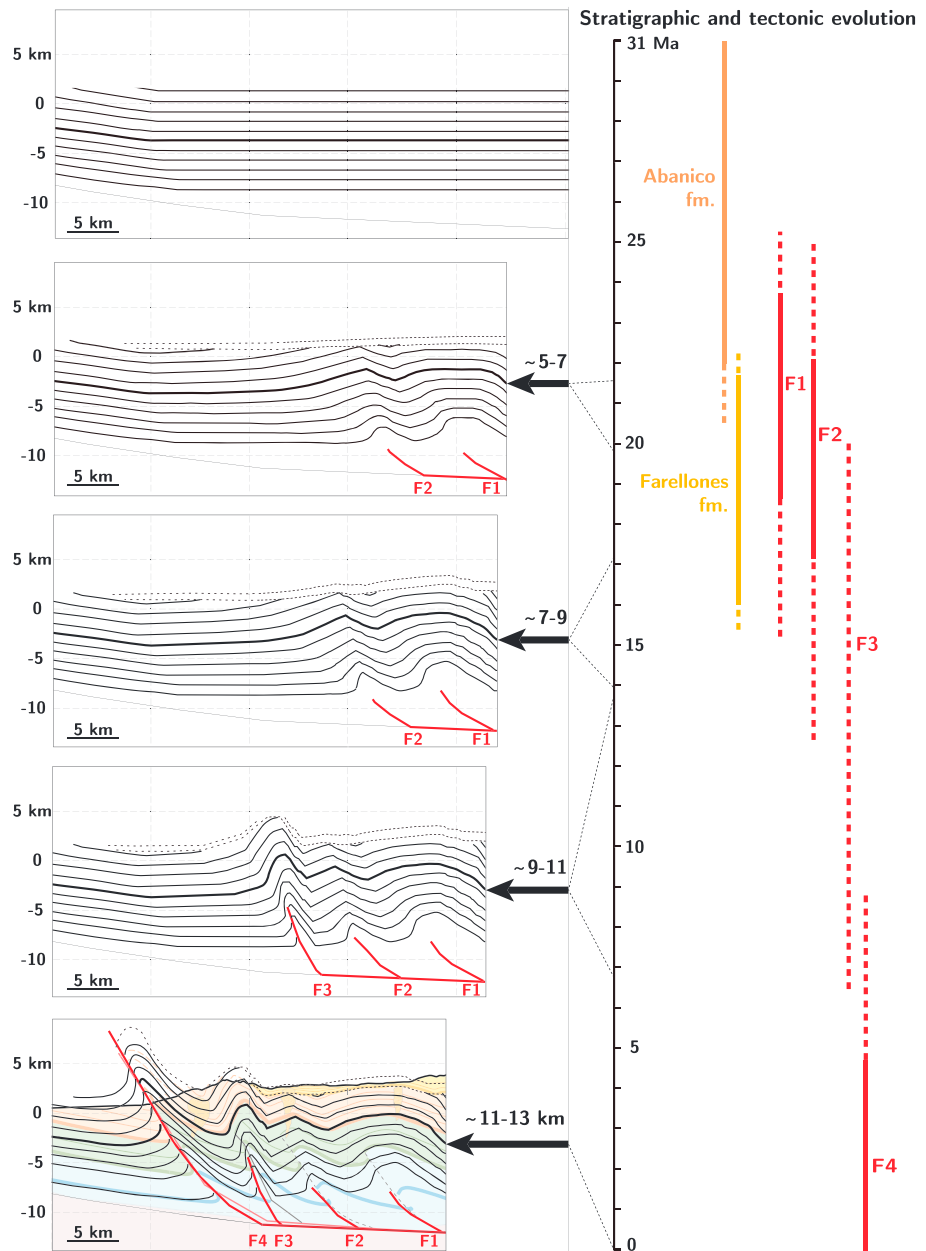 Stratigraphic and tectonic evolution
5 km
0
-5
-10
5 km
5 km
0
-5
-10
5 km
F2
F1
~5-7
5 km
0
-5
-10
5 km
F2
F1
~7-9
5 km
0
-5
-10
5 km
F3
F2
F1
~9-11
5 km
0
-5
-10
5 km
F4
F3
F2
F1
~11-13 km
31 Ma
25
20
15
10
5
0
Abanico
fm.
Farellones
fm.
F1
F2
F3
F4